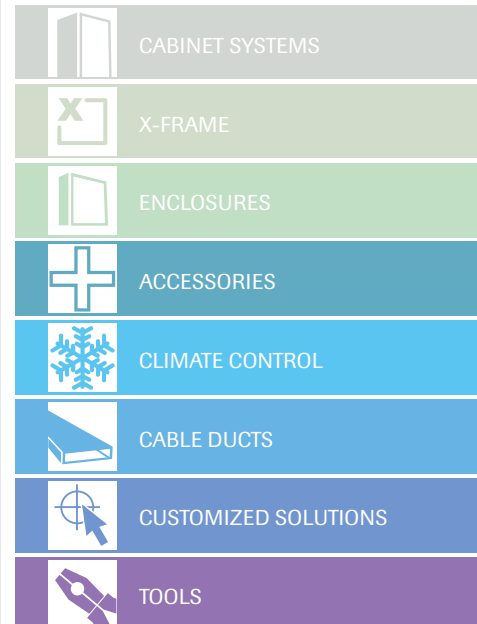 CABINET SYSTEMS
X-FRAME
ENCLOSURES
ACCESSORIES
CLIMATE CONTROL
CABLE DUCTS
CUSTOMIZED SOLUTIONS
TOOLS